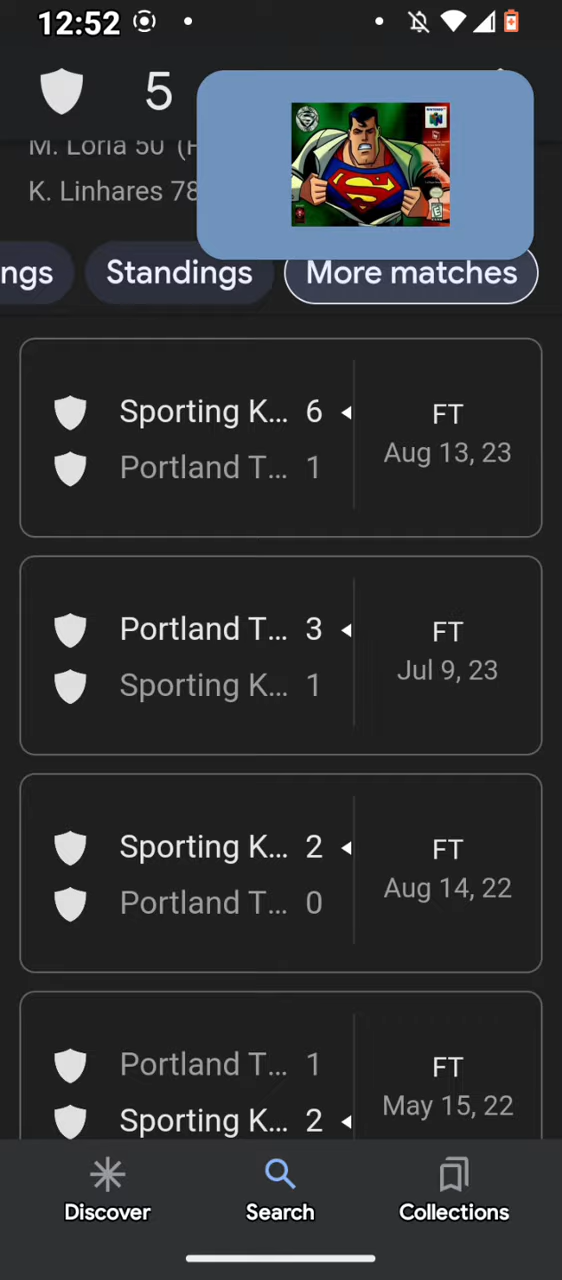 12:52
5
M. Loria 50
K. Linhares 78
ngs
Standings
More matches
Sporting K... 6
Portland T... 1
FT
Aug 13, 23
Portland T... 3
Sporting K... 1
FT
Jul 9, 23
Sporting K... 2
Portland T... 0
FT
Aug 14, 22
Portland T... 1
Sporting K... 2
FT
May 15, 22
Discover
Search
Collections